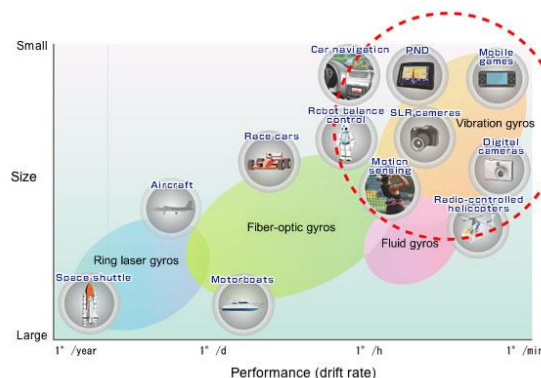 Small
Car navigation
PND
Mobile
games
Robot balance
control
SLR cameras
Vibration gyros
Race cars
Digital
cameras
Size
Motion
sensing
Aircraft
Radio-controlled
helicopters
Fiber-optic gyros
Fluid gyros
Ring laser gyros
Space shuttle
Motorboats
Large
1° /year
1° /d
1° /h
1° /min
Performance (drift rate)